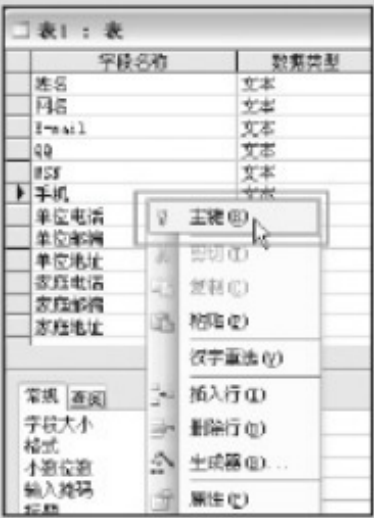 表1 : 表
字段名称 数据类型
姓名 文本
网名 文本
E-mail 文本
QQ 文本
MSN 文本
手机 文本
单位电话
单位邮编
单位地址
家庭电话
家庭邮编
家庭地址
主键(K)
剪切(T)
复制(C)
粘贴(P)
汉字重选(V)
插入行(I)
删除行(D)
生成器(B)...
属性(P)
常规 查阅
字段大小
格式
小数位数
输入掩码
标题